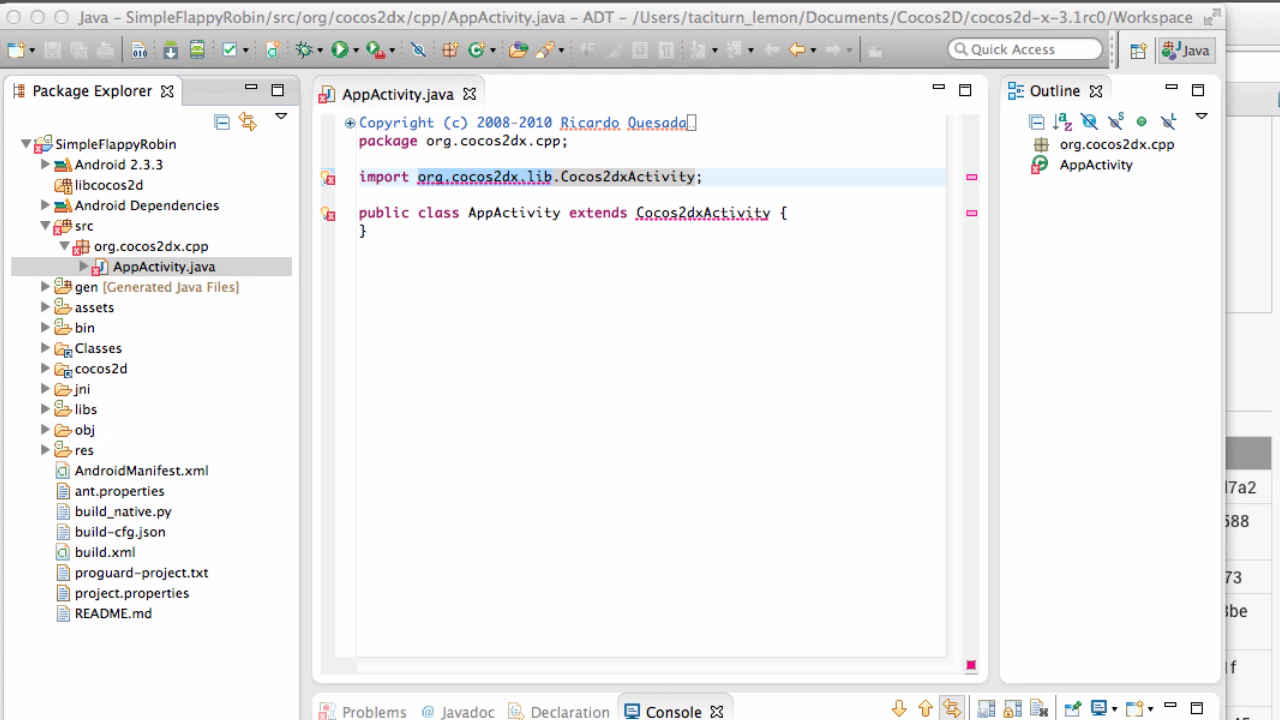 Java – SimpleFlappyRobin/src/org/cocos2dx/cpp/AppActivity.java – ADT – /Users/taciturn_lemon/Documents/Cocos2D/cocos2d-x-3.1rc0/Workspace
Quick Access
Java
Package Explorer
SimpleFlappyRobin
Android 2.3.3
libcocos2d
Android Dependencies
src
org.cocos2dx.cpp
AppActivity.java
gen [Generated Java Files]
assets
bin
Classes
cocos2d
jni
libs
obj
res
AndroidManifest.xml
ant.properties
build_native.py
build-cfg.json
build.xml
proguard-project.txt
project.properties
README.md
AppActivity.java
Copyright (c) 2008-2010 Ricardo Quesada
package org.cocos2dx.cpp;
import org.cocos2dx.lib.Cocos2dxActivity;
public class AppActivity extends Cocos2dxActivity {
}
Outline
org.cocos2dx.cpp
AppActivity
Problems
@ Javadoc
Declaration
Console
588
73